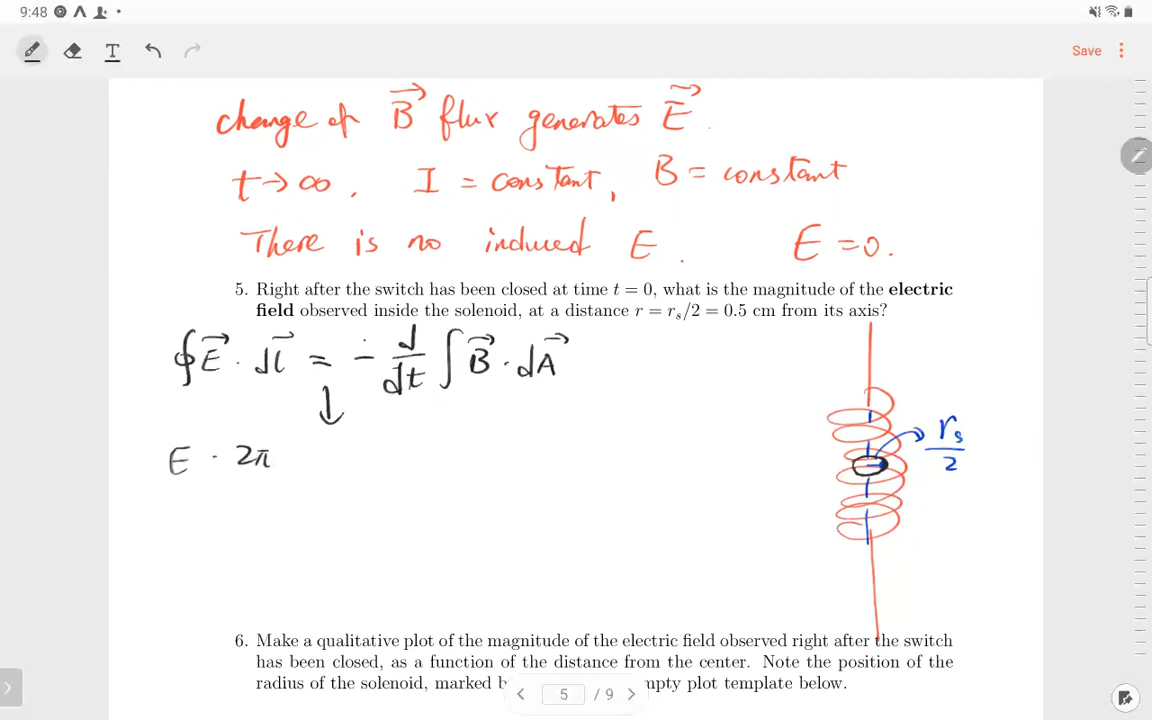 9:48
Save
change of B⃗ flux generates E⃗.
t→∞. I = constant, B = constant
There is no induced E. E = 0.
5. Right after the switch has been closed at time t = 0, what is the magnitude of the electric
field observed inside the solenoid, at a distance r = rₛ/2 = 0.5 cm from its axis?
∮E⃗ · dl⃗ = - d/dt ∫B⃗ · dA⃗
↓
rₛ/2
E · 2π
6. Make a qualitative plot of the magnitude of the electric field observed right after the switch
has been closed, as a function of the distance from the center. Note the position of the
radius of the solenoid, marked b mpty plot template below.
< 5 / 9 >